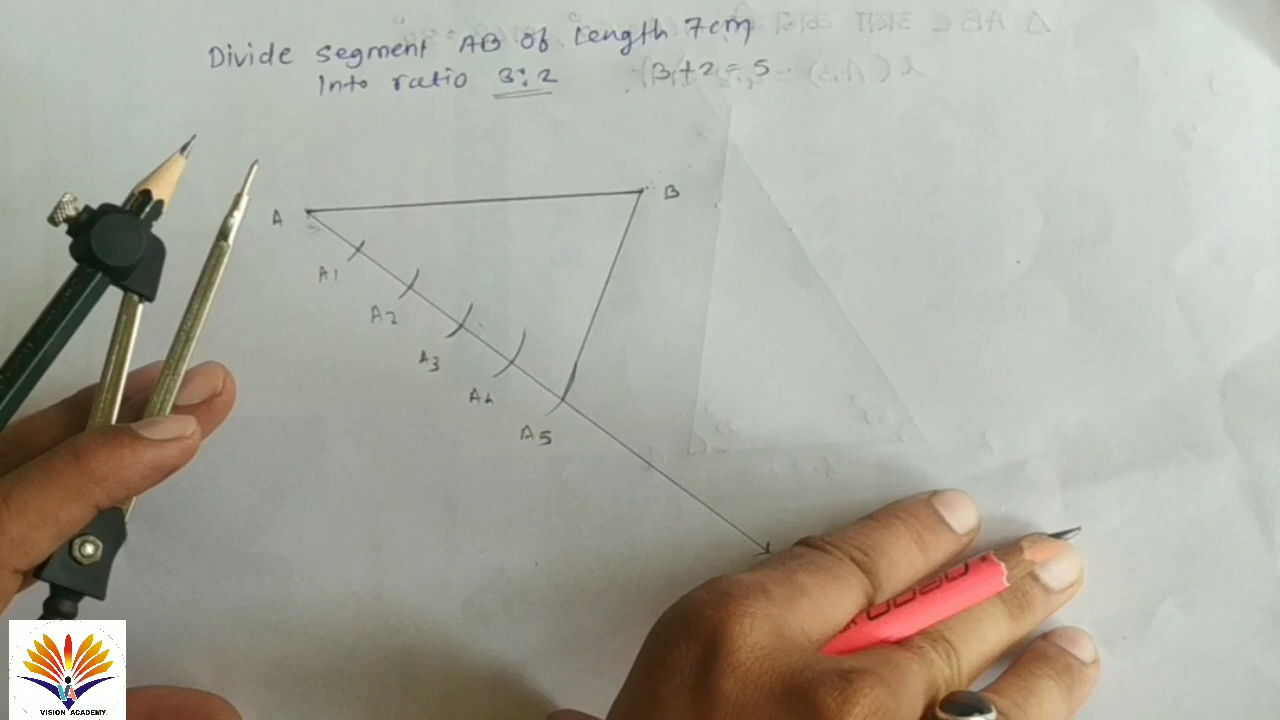 Divide segment AB of Length 7cm
Into ratio 3:2 3+2=5
A
B
A1
A2
A3
A4
A5
VISION ACADEMY